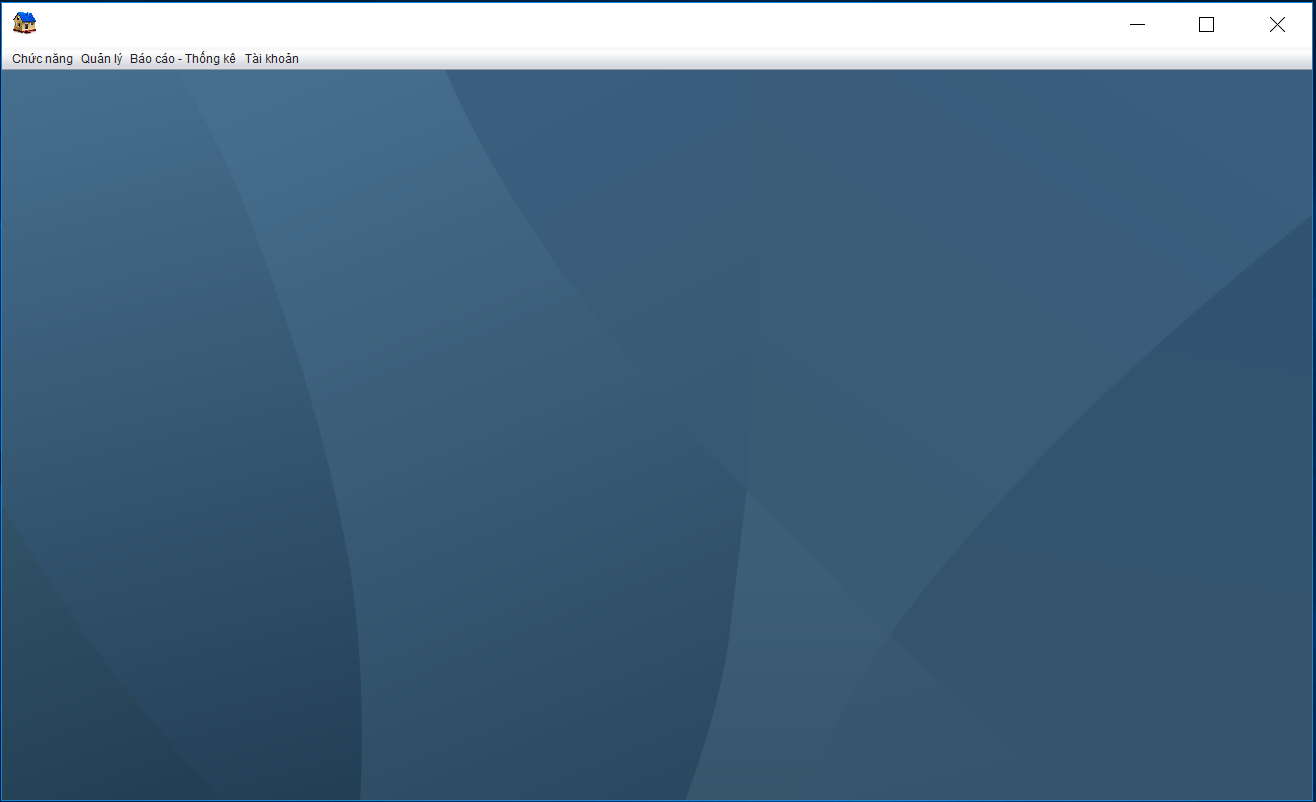 Chức năng Quản lý Báo cáo - Thống kê Tài khoản